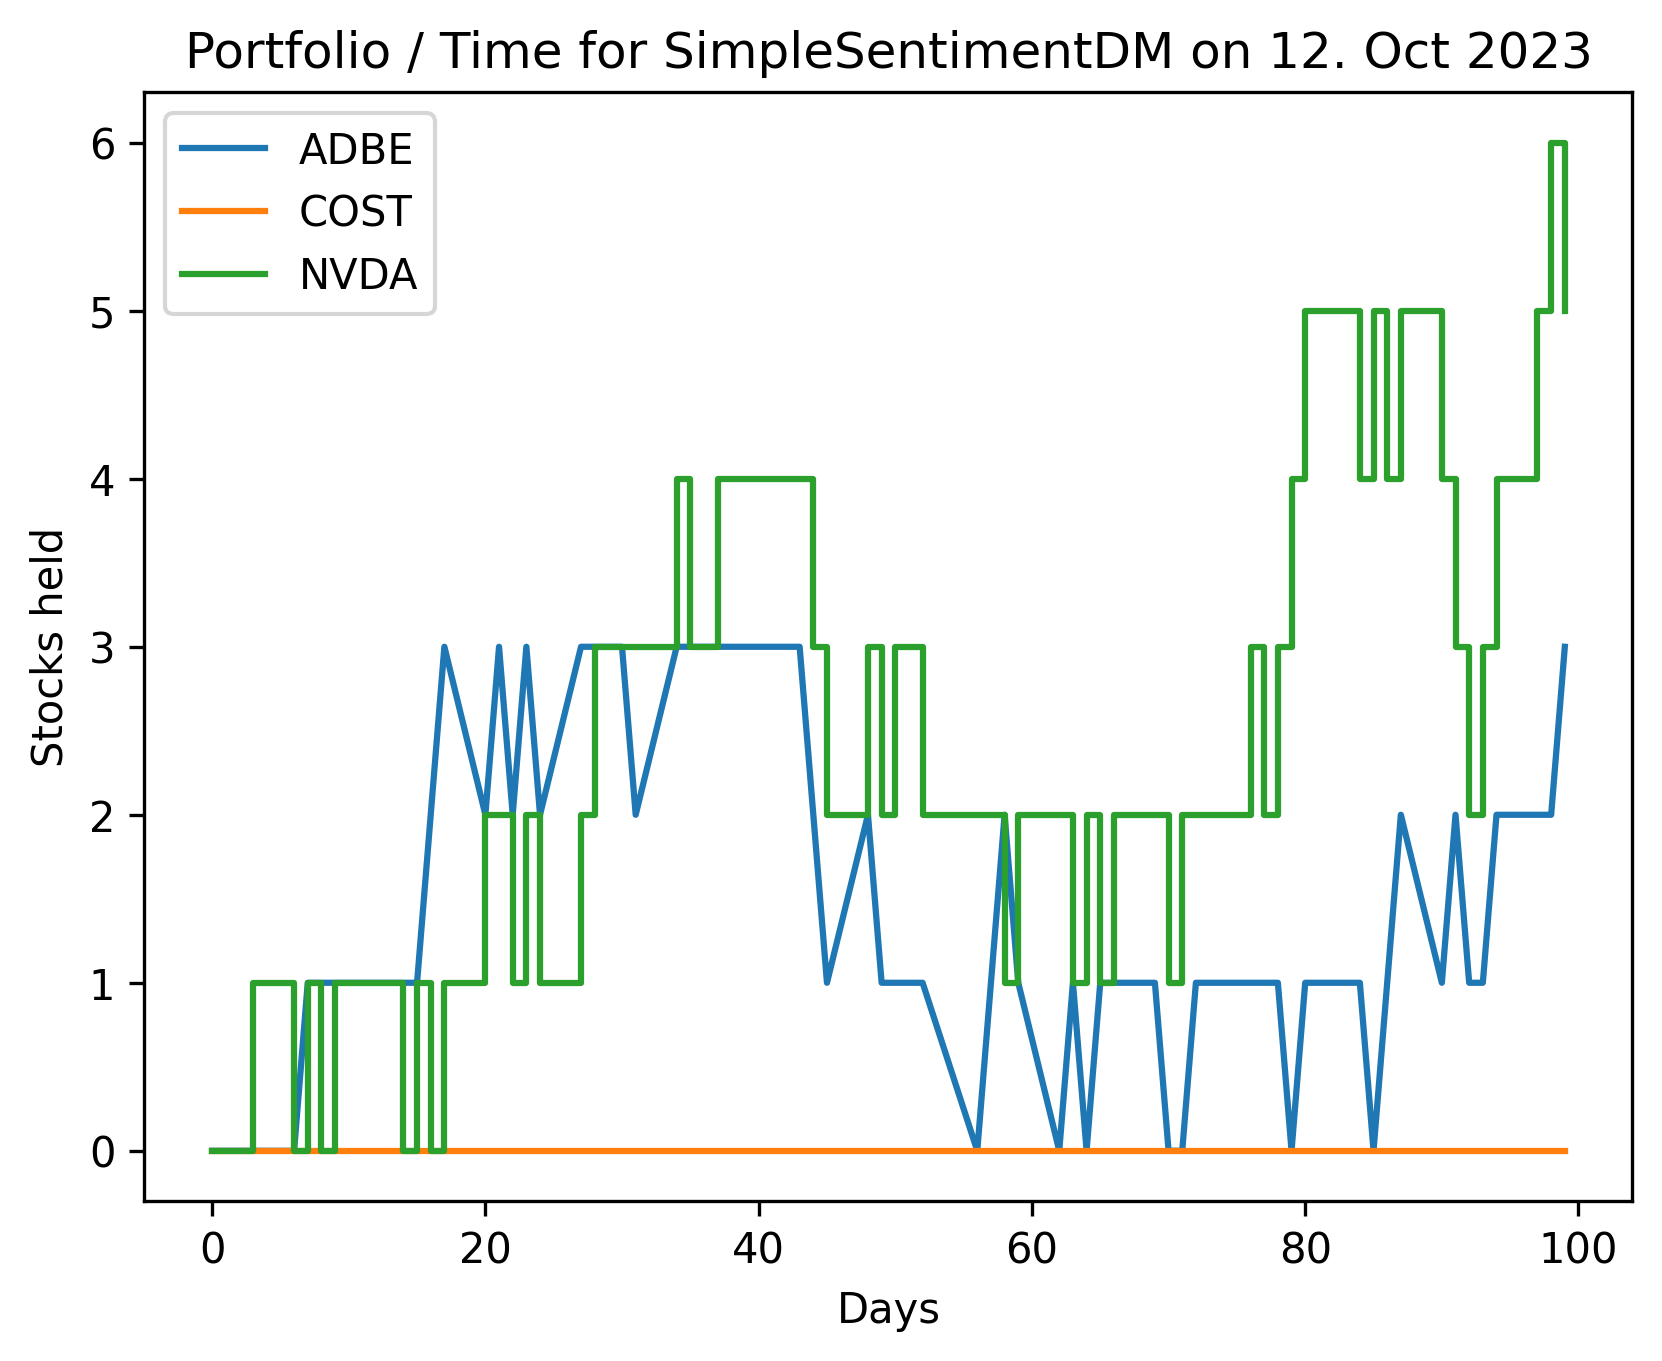 Portfolio / Time for SimpleSentimentDM on 12. Oct 2023
ADBE
COST
NVDA
6
5
4
3
2
1
0
Stocks held
0 20 40 60 80 100
Days